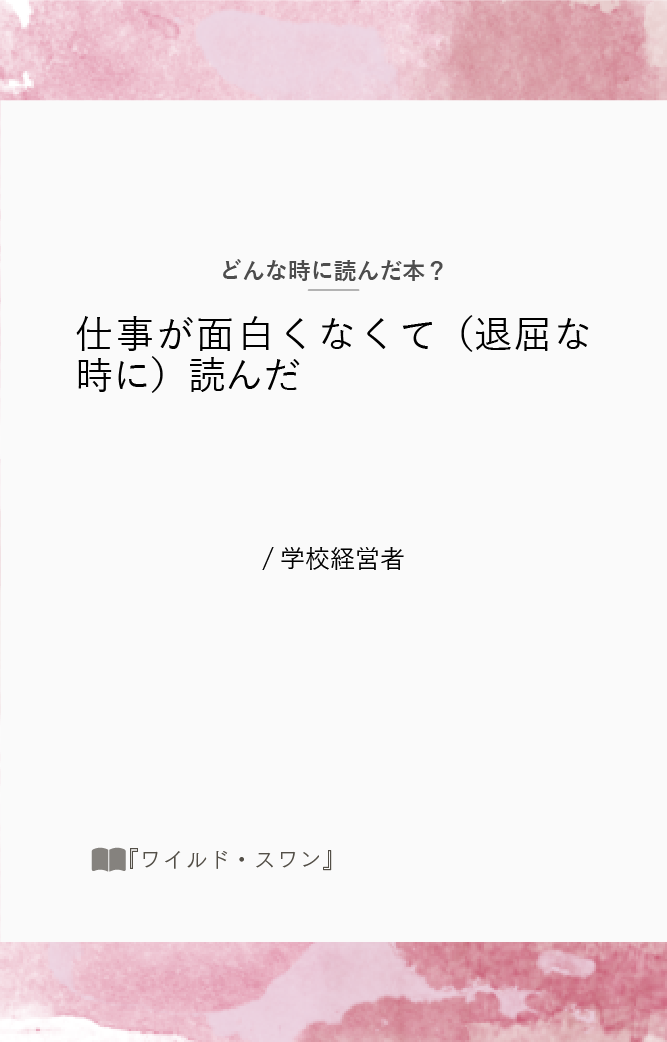 どんな時に読んだ本？
仕事が面白くなくて（退屈な
時に）読んだ
/ 学校経営者
『ワイルド・スワン』